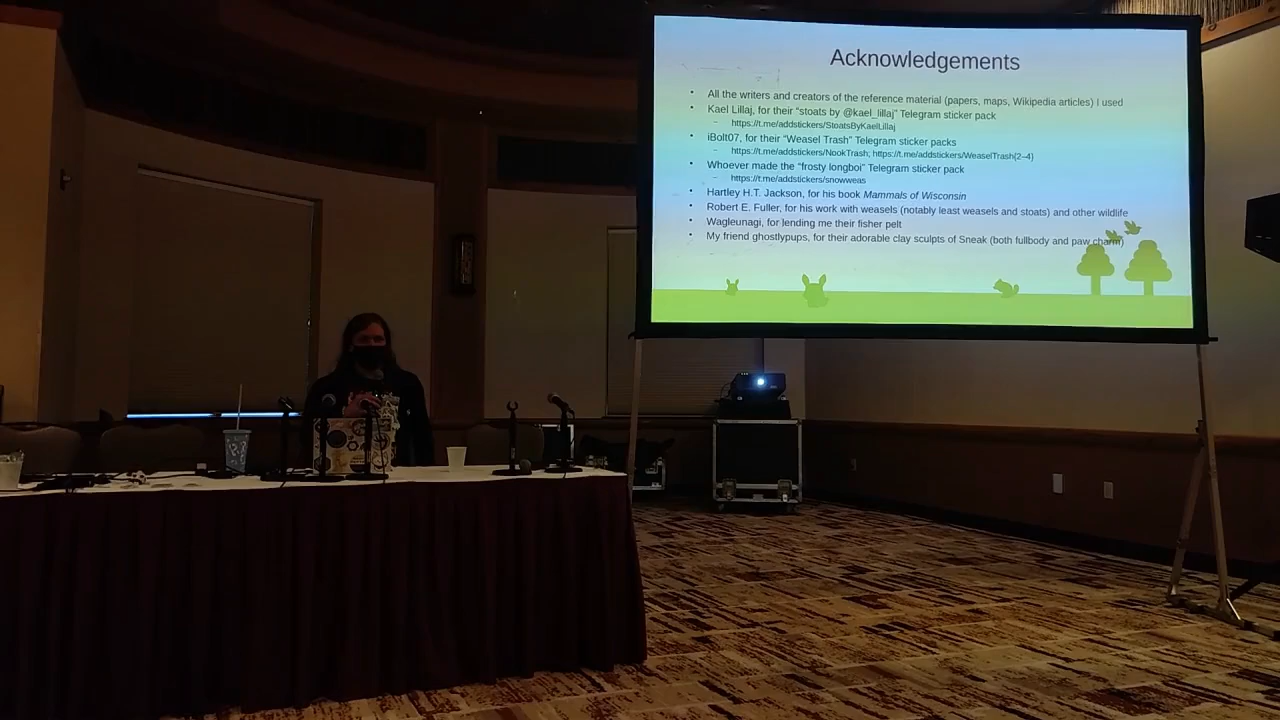 Acknowledgements
• All the writers and creators of the reference material (papers, maps, Wikipedia articles) I used
• Kael Lillaj, for their “stoats by @kael_lillaj” Telegram sticker pack
– https://t.me/addstickers/StoatsByKaelLillaj
• iBolt07, for their “Weasel Trash” Telegram sticker packs
– https://t.me/addstickers/NookTrash; https://t.me/addstickers/WeaselTrash{2–4}
• Whoever made the “frosty longboi” Telegram sticker pack
– https://t.me/addstickers/snowweas
• Hartley H.T. Jackson, for his book Mammals of Wisconsin
• Robert E. Fuller, for his work with weasels (notably least weasels and stoats) and other wildlife
• Wagleunagi, for lending me their fisher pelt
• My friend ghostlypups, for their adorable clay sculpts of Sneak (both fullbody and paw charm)